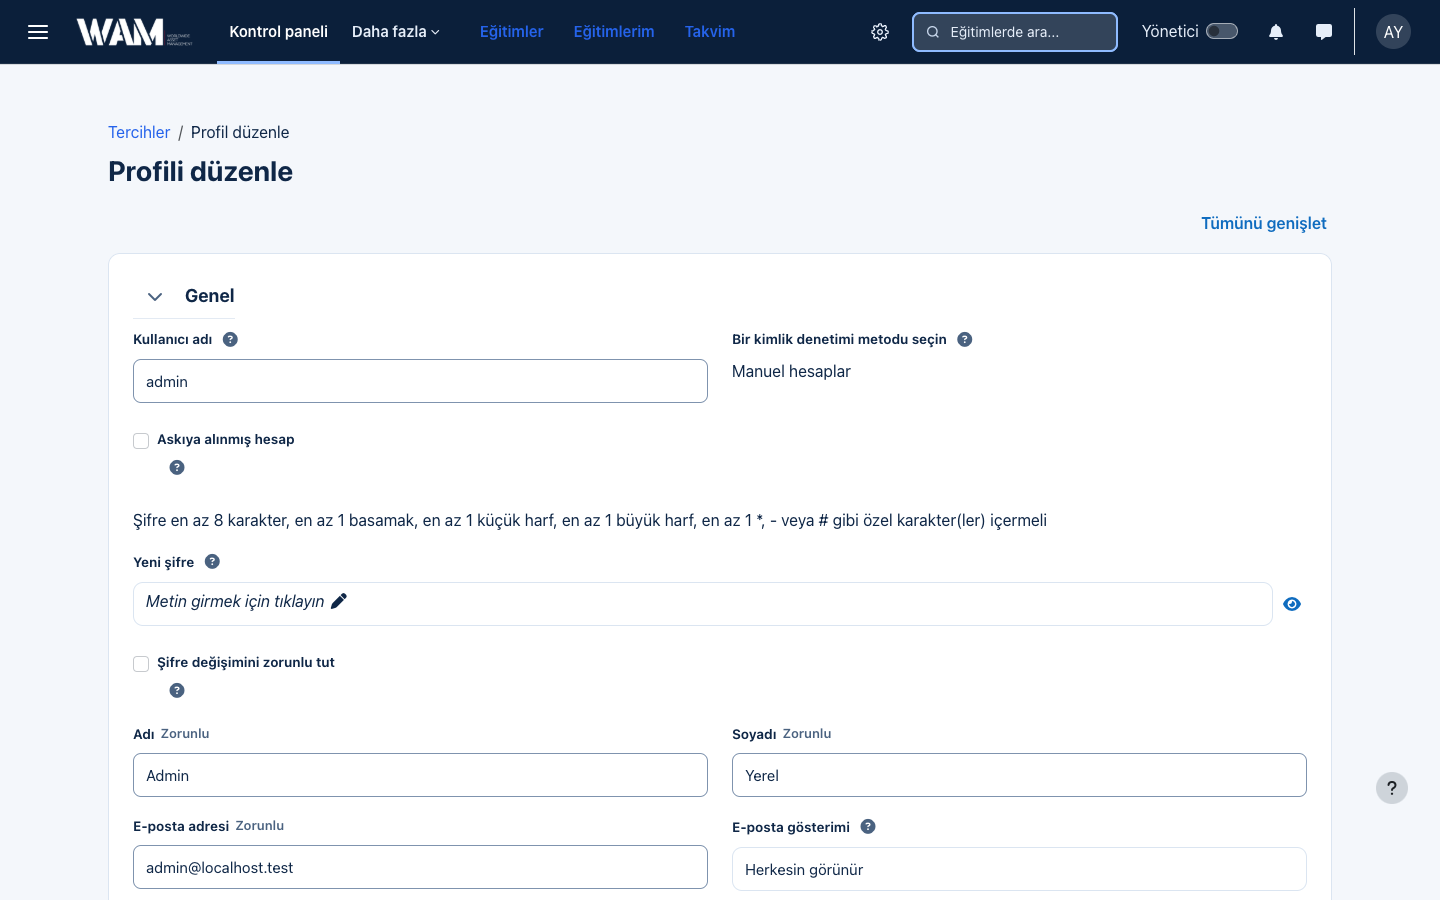 WAM WORLDWIDE ASSET MANAGEMENT
Kontrol paneli
Daha fazla
Eğitimler
Eğitimlerim
Takvim
Eğitimlerde ara...
Yönetici
AY
Tercihler / Profil düzenle
Profili düzenle
Tümünü genişlet
Genel
Kullanıcı adı ?
Bir kimlik denetimi metodu seçin ?
admin
Manuel hesaplar
Askıya alınmış hesap
?
Şifre en az 8 karakter, en az 1 basamak, en az 1 küçük harf, en az 1 büyük harf, en az 1 *, - veya # gibi özel karakter(ler) içermeli
Yeni şifre ?
Metin girmek için tıklayın
Şifre değişimini zorunlu tut
?
Adı Zorunlu
Soyadı Zorunlu
Admin
Yerel
?
E-posta adresi Zorunlu
E-posta gösterimi ?
admin@localhost.test
Herkesin görünür